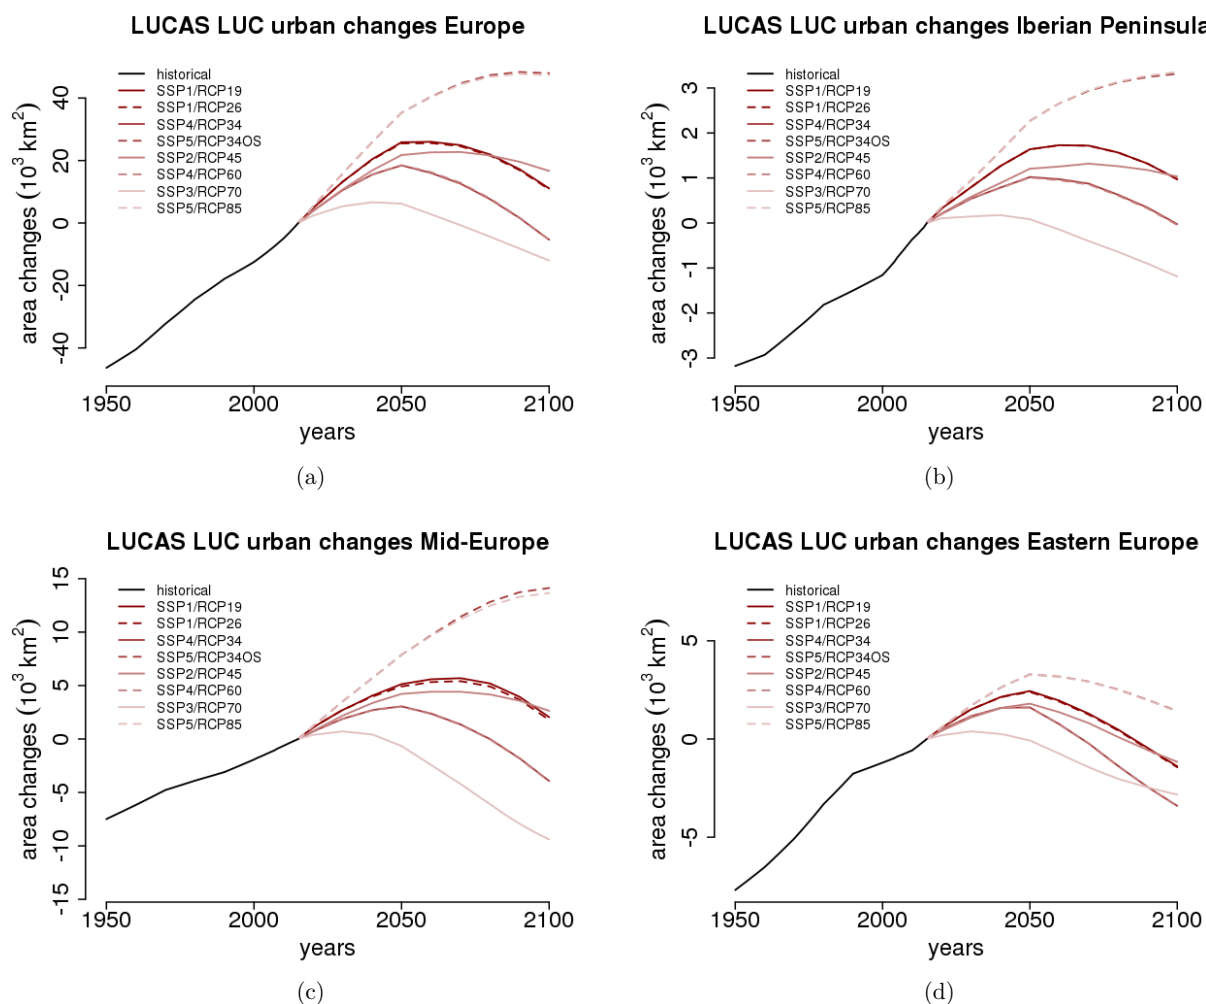 LUCAS LUC urban changes Europe
historical
SSP1/RCP19
SSP1/RCP26
SSP4/RCP34
SSP5/RCP34OS
SSP2/RCP45
SSP4/RCP60
SSP3/RCP70
SSP5/RCP85
area changes (10³ km²)
40
20
0
-20
-40
1950 2000 2050 2100
years
(a)
LUCAS LUC urban changes Iberian Peninsula
historical
SSP1/RCP19
SSP1/RCP26
SSP4/RCP34
SSP5/RCP34OS
SSP2/RCP45
SSP4/RCP60
SSP3/RCP70
SSP5/RCP85
area changes (10³ km²)
3
2
1
0
-1
-2
-3
1950 2000 2050 2100
years
(b)
LUCAS LUC urban changes Mid-Europe
historical
SSP1/RCP19
SSP1/RCP26
SSP4/RCP34
SSP5/RCP34OS
SSP2/RCP45
SSP4/RCP60
SSP3/RCP70
SSP5/RCP85
area changes (10³ km²)
15
10
5
0
-5
-10
-15
1950 2000 2050 2100
years
(c)
LUCAS LUC urban changes Eastern Europe
historical
SSP1/RCP19
SSP1/RCP26
SSP4/RCP34
SSP5/RCP34OS
SSP2/RCP45
SSP4/RCP60
SSP3/RCP70
SSP5/RCP85
area changes (10³ km²)
5
0
-5
1950 2000 2050 2100
years
(d)